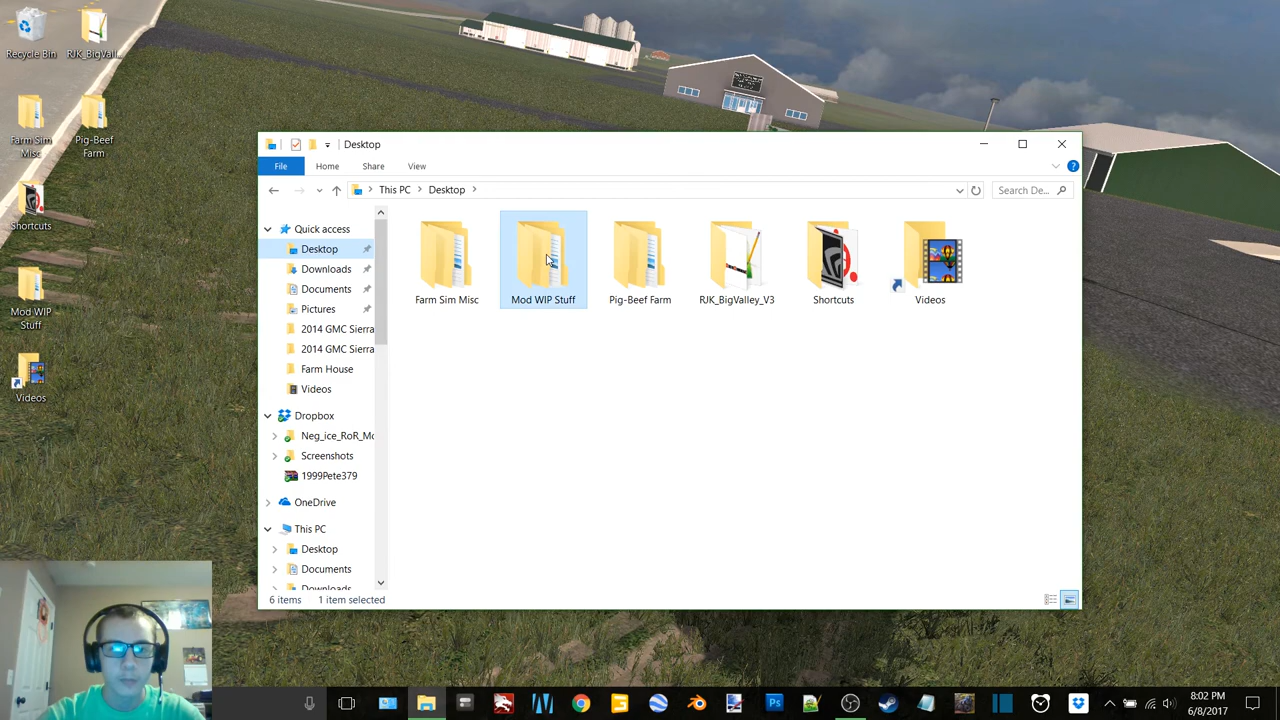 Recycle Bin
RJK_BigVall...
Farm Sim
Misc
Pig-Beef
Farm
Shortcuts
Mod WIP
Stuff
Videos
Desktop
File
Home
Share
View
This PC
Desktop
Search De...
Quick access
Desktop
Downloads
Documents
Pictures
2014 GMC Sierra
2014 GMC Sierra
Farm House
Videos
Dropbox
Neg_ice_RoR_Mo
Screenshots
1999Pete379
OneDrive
This PC
Desktop
Documents
Downloads
Farm Sim Misc
Mod WIP Stuff
Pig-Beef Farm
RJK_BigValley_V3
Shortcuts
Videos
6 items
1 item selected
8:02 PM
6/8/2017